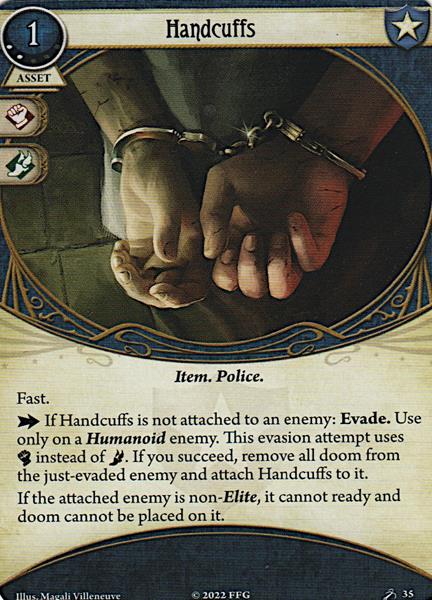 1
Handcuffs
ASSET
Item. Police.
Fast.
If Handcuffs is not attached to an enemy: Evade. Use
only on a Humanoid enemy. This evasion attempt uses
instead of . If you succeed, remove all doom from
the just-evaded enemy and attach Handcuffs to it.
If the attached enemy is non-Elite, it cannot ready and
doom cannot be placed on it.
Illus. Magali Villeneuve © 2022 FFG 35